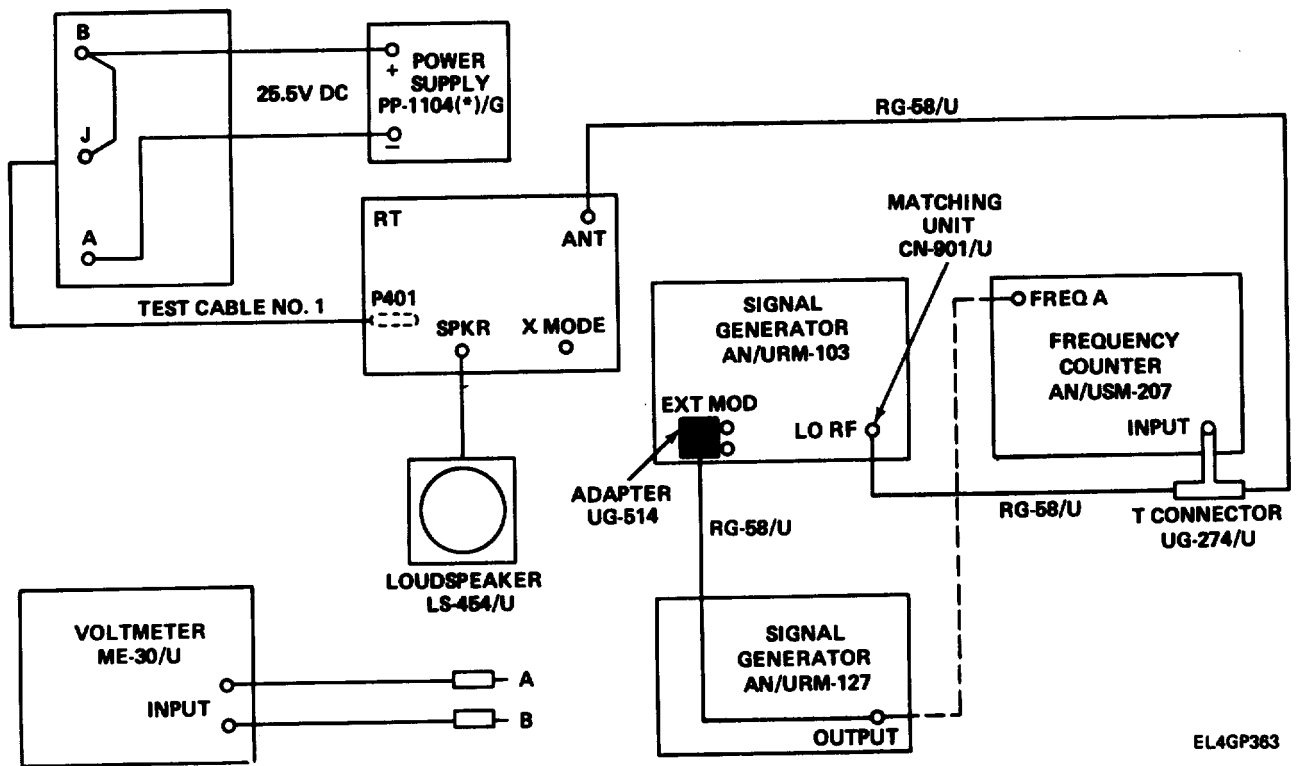 B
J
A
25.5V DC
+
POWER
SUPPLY
PP-1104(*)/G
−
TEST CABLE NO. 1
RT
ANT
P401
SPKR
X MODE
RG-58/U
MATCHING
UNIT
CN-901/U
SIGNAL
GENERATOR
AN/URM-103
EXT MOD
LO RF
FREQ A
FREQUENCY
COUNTER
AN/USM-207
INPUT
ADAPTER
UG-514
RG-58/U
RG-58/U
T CONNECTOR
UG-274/U
LOUDSPEAKER
LS-454/U
VOLTMETER
ME-30/U
INPUT
A
B
SIGNAL
GENERATOR
AN/URM-127
OUTPUT
EL4GP363